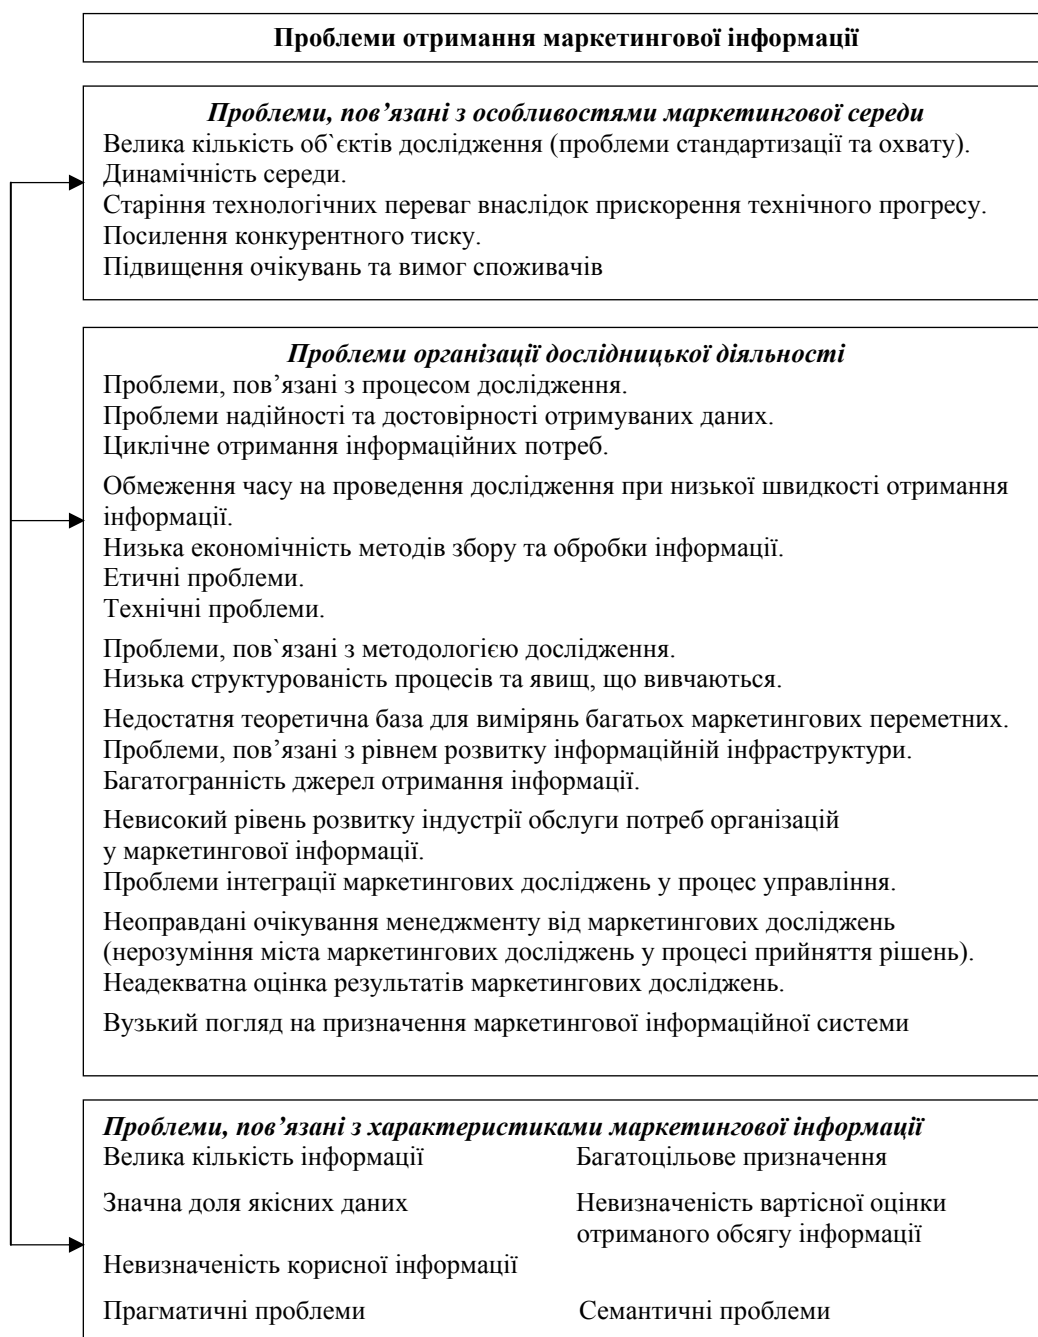 Проблеми отримання маркетингової інформації
Проблеми, пов’язані з особливостями маркетингової середи
Велика кількість об`єктів дослідження (проблеми стандартизації та охвату).
Динамічність середи.
Старіння технологічних переваг внаслідок прискорення технічного прогресу.
Посилення конкурентного тиску.
Підвищення очікувань та вимог споживачів
Проблеми організації дослідницької діяльності
Проблеми, пов’язані з процесом дослідження.
Проблеми надійності та достовірності отримуваних даних.
Циклічне отримання інформаційних потреб.
Обмеження часу на проведення дослідження при низької швидкості отримання
інформації.
Низька економічність методів збору та обробки інформації.
Етичні проблеми.
Технічні проблеми.
Проблеми, пов`язані з методологією дослідження.
Низька структурованість процесів та явищ, що вивчаються.
Недостатня теоретична база для вимірянь багатьох маркетингових переметних.
Проблеми, пов’язані з рівнем розвитку інформаційній інфраструктури.
Багатогранність джерел отримання інформації.
Невисокий рівень розвитку індустрії обслуги потреб організацій
у маркетингової інформації.
Проблеми інтеграції маркетингових досліджень у процес управління.
Неоправдані очікування менеджменту від маркетингових досліджень
(нерозуміння міста маркетингових досліджень у процесі прийняття рішень).
Неадекватна оцінка результатів маркетингових досліджень.
Вузький погляд на призначення маркетингової інформаційної системи
Проблеми, пов’язані з характеристиками маркетингової інформації
Велика кількість інформації
Багатоцільове призначення
Значна доля якісних даних
Невизначеність вартісної оцінки
отриманого обсягу інформації
Невизначеність корисної інформації
Прагматичні проблеми
Семантичні проблеми